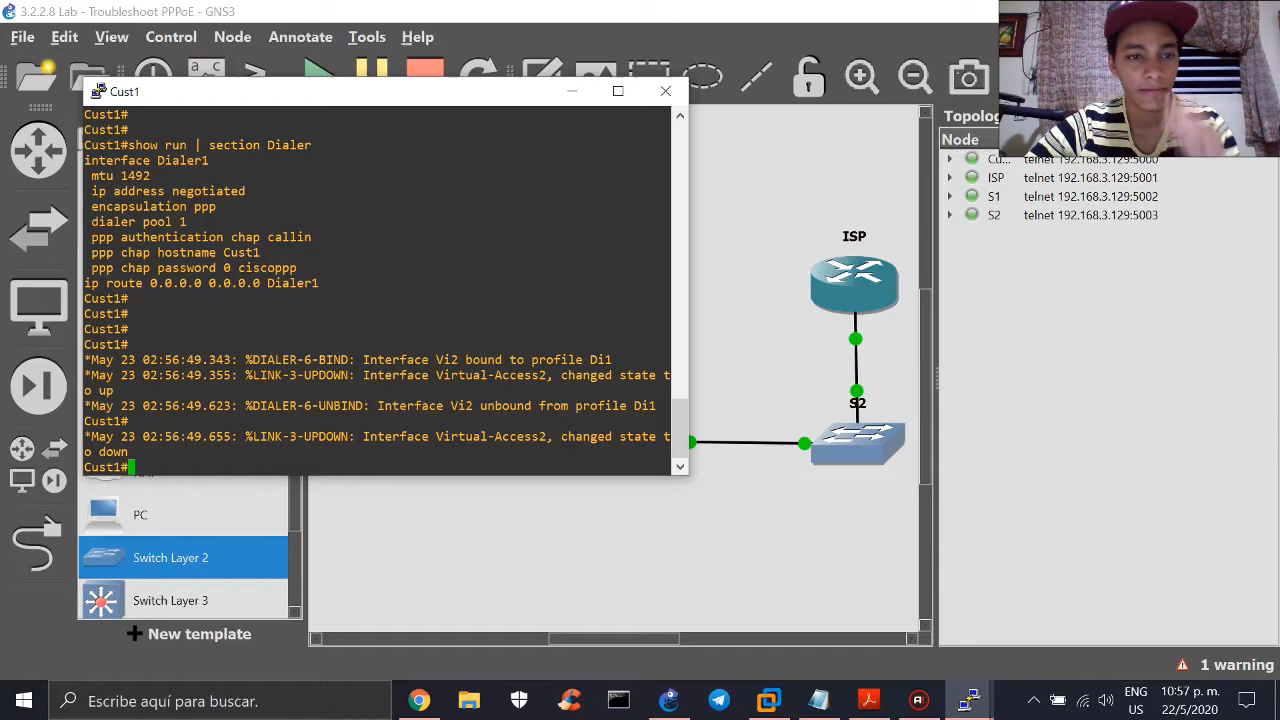 3.2.2.8 Lab - Troubleshoot PPPoE - GNS3
File Edit View Control Node Annotate Tools Help
Cust1
Cust1#
Cust1#
Cust1#show run | section Dialer
interface Dialer1
mtu 1492
ip address negotiated
encapsulation ppp
dialer pool 1
ppp authentication chap callin
ppp chap hostname Cust1
ppp chap password 0 ciscoppp
ip route 0.0.0.0 0.0.0.0 Dialer1
Cust1#
Cust1#
Cust1#
Cust1#
*May 23 02:56:49.343: %DIALER-6-BIND: Interface Vi2 bound to profile Di1
*May 23 02:56:49.355: %LINK-3-UPDOWN: Interface Virtual-Access2, changed state t
o up
*May 23 02:56:49.623: %DIALER-6-UNBIND: Interface Vi2 unbound from profile Di1
Cust1#
*May 23 02:56:49.655: %LINK-3-UPDOWN: Interface Virtual-Access2, changed state t
o down
Cust1#
PC
Switch Layer 2
Switch Layer 3
New template
ISP
S2
Topolo
Node
Cu... telnet 192.168.3.129:5000
ISP telnet 192.168.3.129:5001
S1 telnet 192.168.3.129:5002
S2 telnet 192.168.3.129:5003
1 warning
Escribe aquí para buscar.
ENG
US
10:57 p. m.
22/5/2020